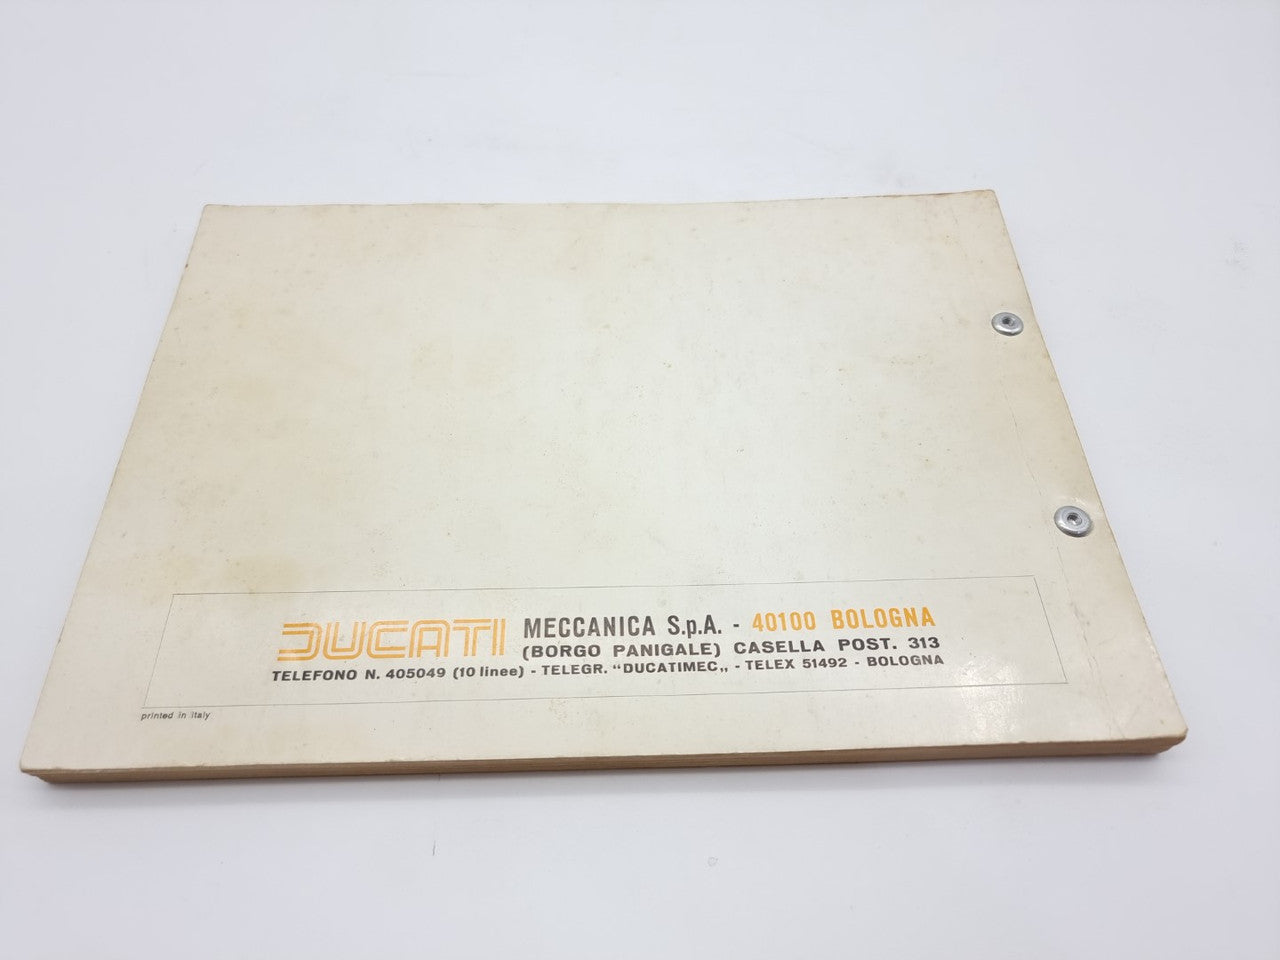 DUCATI MECCANICA S.p.A. - 40100 BOLOGNA
(BORGO PANIGALE) CASELLA POST. 313
TELEFONO N. 405049 (10 linee) - TELEGR. “DUCATIMEC„ - TELEX 51492 - BOLOGNA
printed in italy